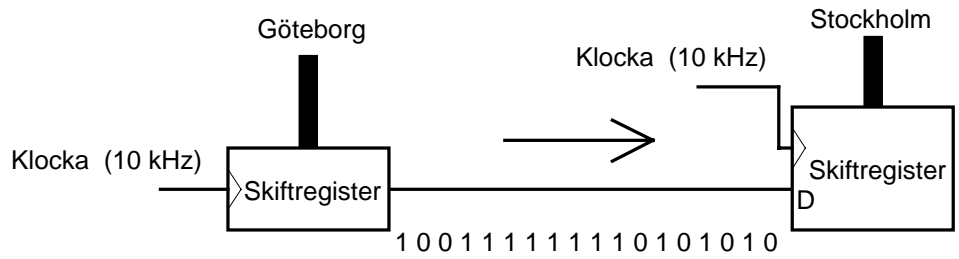 Göteborg
Stockholm
Klocka (10 kHz)
Klocka (10 kHz)
Skiftregister
Skiftregister
D
1 0 0 1 1 1 1 1 1 1 1 0 1 0 1 0 1 0